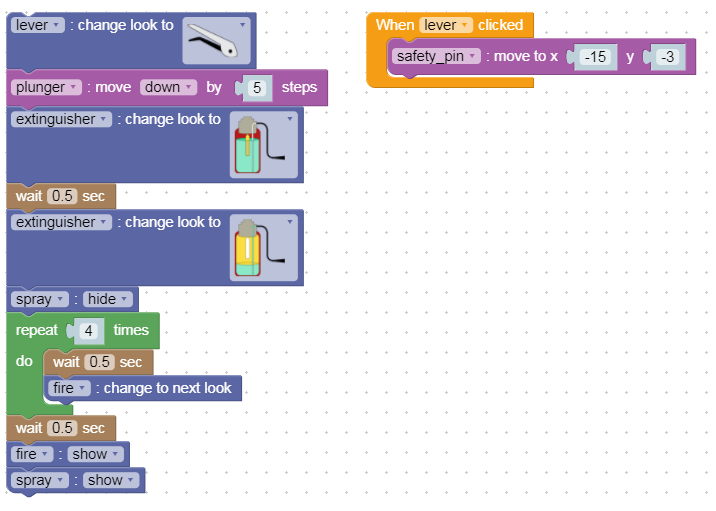 lever : change look to
plunger : move down by 5 steps
extinguisher : change look to
wait 0.5 sec
extinguisher : change look to
spray : hide
repeat 4 times
do wait 0.5 sec
fire : change to next look
wait 0.5 sec
fire : show
spray : show
When lever clicked
safety_pin : move to x -15 y -3